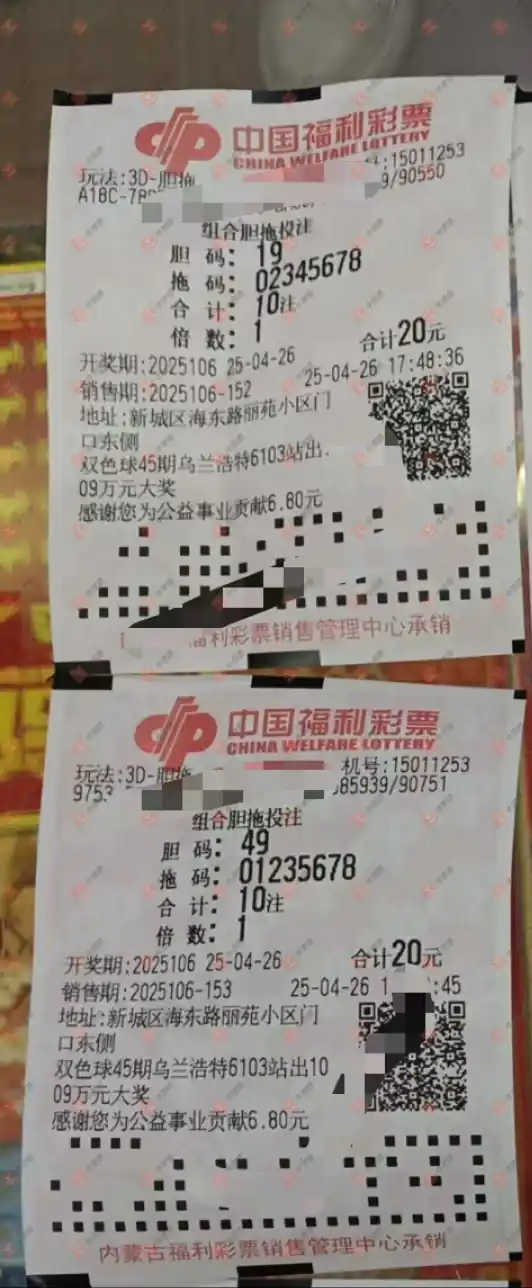 中国福利彩票
CHINA WELFARE LOTTERY
玩法:3D-胆拖 :15011253
A18C-7 9/90550
组合胆拖投注
胆 码: 19
拖 码: 02345678
合 计: 10注
倍 数: 1
合计20元
开奖期:2025106 25-04-26
销售期:2025106-152 25-04-26 17:48:36
地址:新城区海东路丽苑小区门
口东侧
双色球45期乌兰浩特6103站出
09万元大奖
感谢您为公益事业贡献6.80元
福利彩票销售管理中心承销
中国福利彩票
CHINA WELFARE LOTTERY
玩法:3D-胆拖 机号:15011253
9753 85939/90751
组合胆拖投注
胆 码: 49
拖 码: 01235678
合 计: 10注
倍 数: 1
合计20元
开奖期:2025106 25-04-26
销售期:2025106-153 25-04-26 1 :45
地址:新城区海东路丽苑小区门
口东侧
双色球45期乌兰浩特6103站出10
09万元大奖
感谢您为公益事业贡献6.80元
内蒙古福利彩票销售管理中心承销